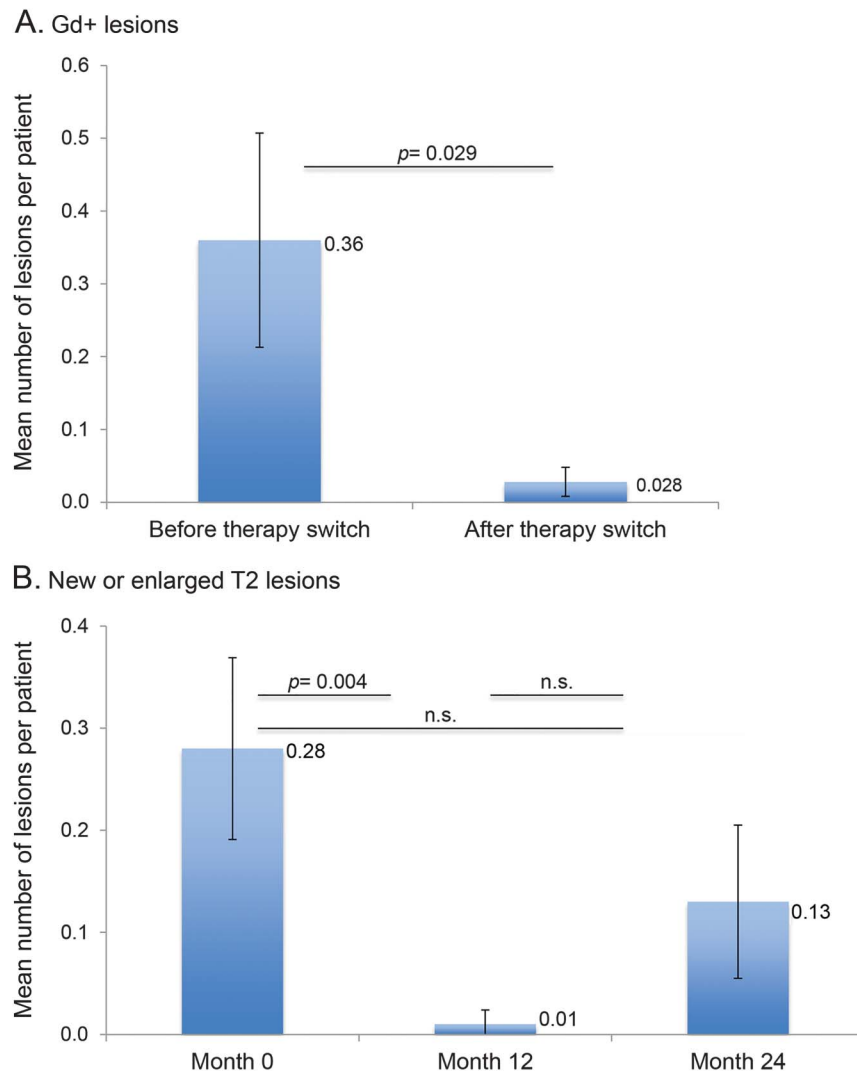 A. Gd+ lesions
Mean number of lesions per patient
0.6
0.5
0.4
0.3
0.2
0.1
0.0
p= 0.029
0.36
0.028
Before therapy switch
After therapy switch
B. New or enlarged T2 lesions
Mean number of lesions per patient
0.4
0.3
0.2
0.1
0.0
p= 0.004
n.s.
n.s.
0.28
0.01
0.13
Month 0
Month 12
Month 24